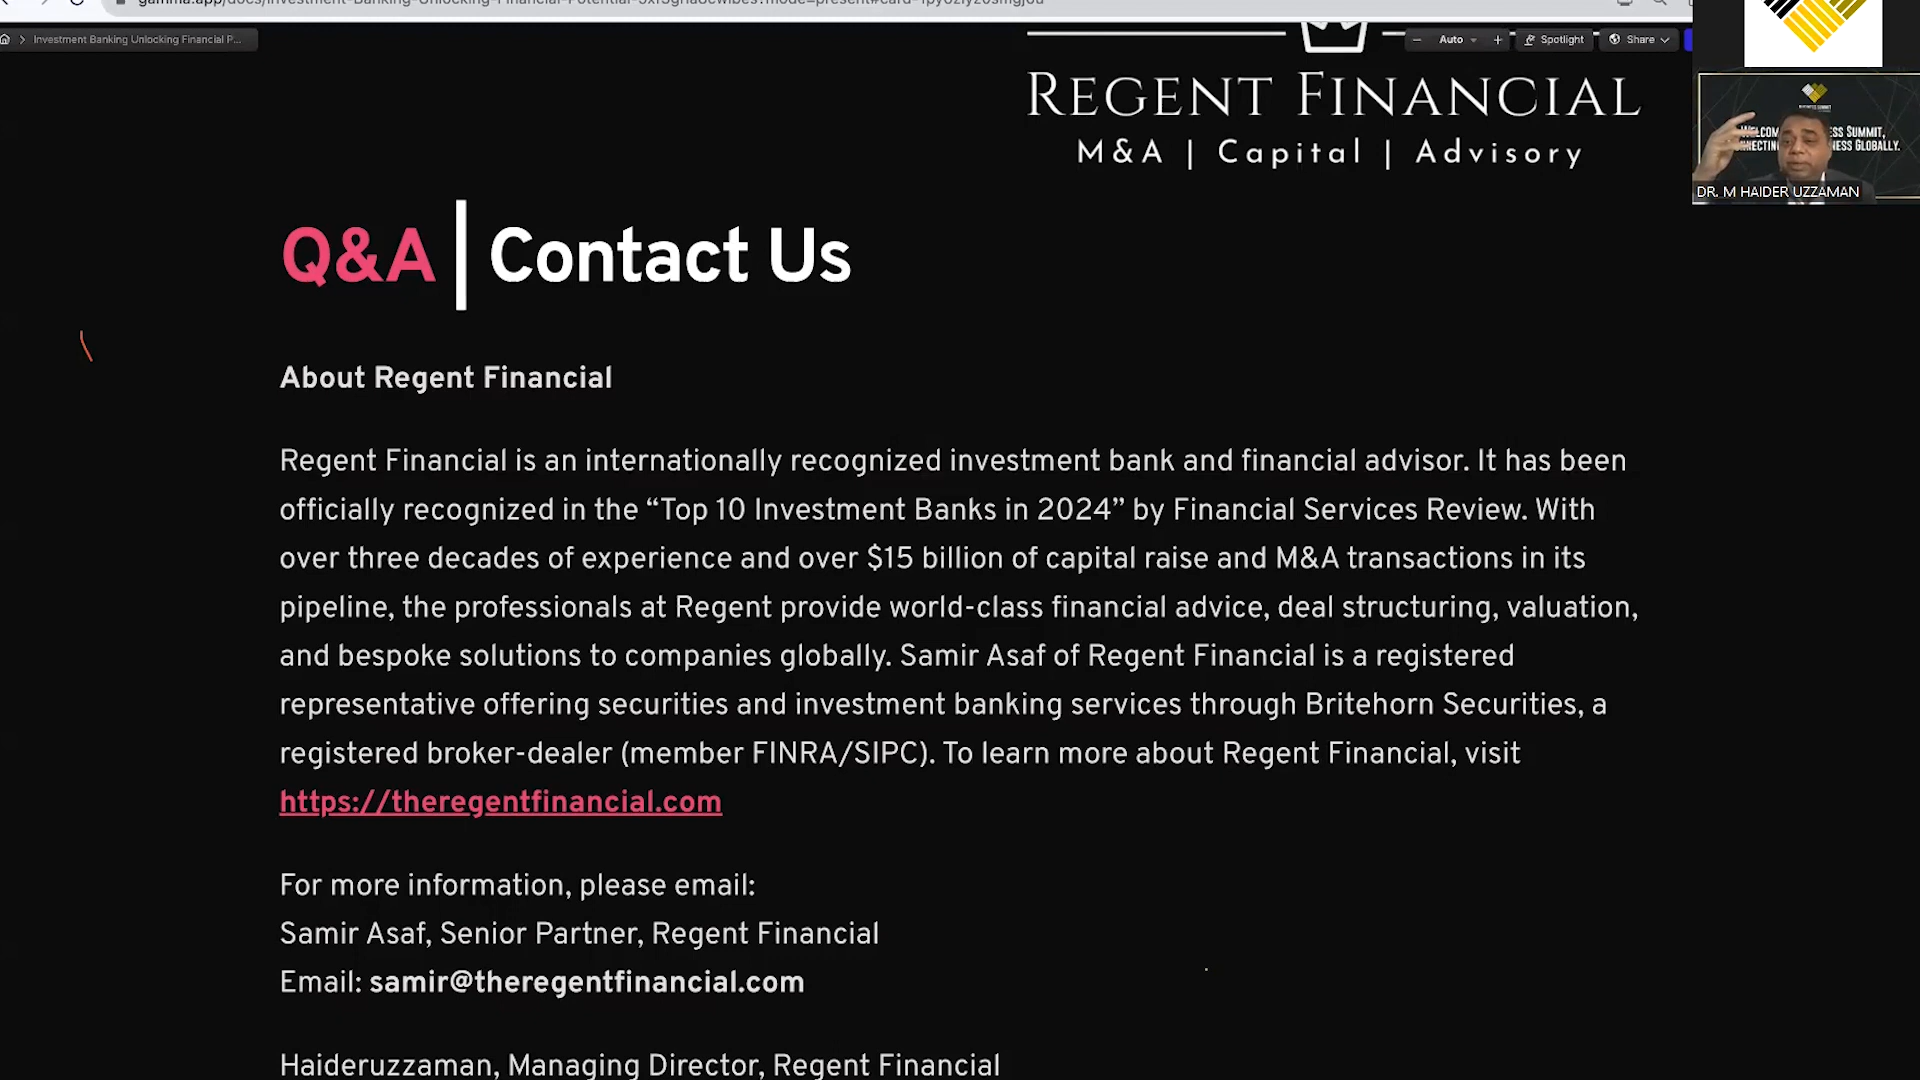 Investment Banking Unlocking Financial P...
Auto
Spotlight
Share
REGENT FINANCIAL
M&A | Capital | Advisory
WELCOM
SS SUMMIT,
NESS GLOBALLY.
DR. M HAIDER UZZAMAN
Q&A | Contact Us
About Regent Financial
Regent Financial is an internationally recognized investment bank and financial advisor. It has been
officially recognized in the “Top 10 Investment Banks in 2024” by Financial Services Review. With
over three decades of experience and over $15 billion of capital raise and M&A transactions in its
pipeline, the professionals at Regent provide world-class financial advice, deal structuring, valuation,
and bespoke solutions to companies globally. Samir Asaf of Regent Financial is a registered
representative offering securities and investment banking services through Britehorn Securities, a
registered broker-dealer (member FINRA/SIPC). To learn more about Regent Financial, visit
https://theregentfinancial.com
For more information, please email:
Samir Asaf, Senior Partner, Regent Financial
Email: samir@theregentfinancial.com
Haideruzzaman, Managing Director, Regent Financial